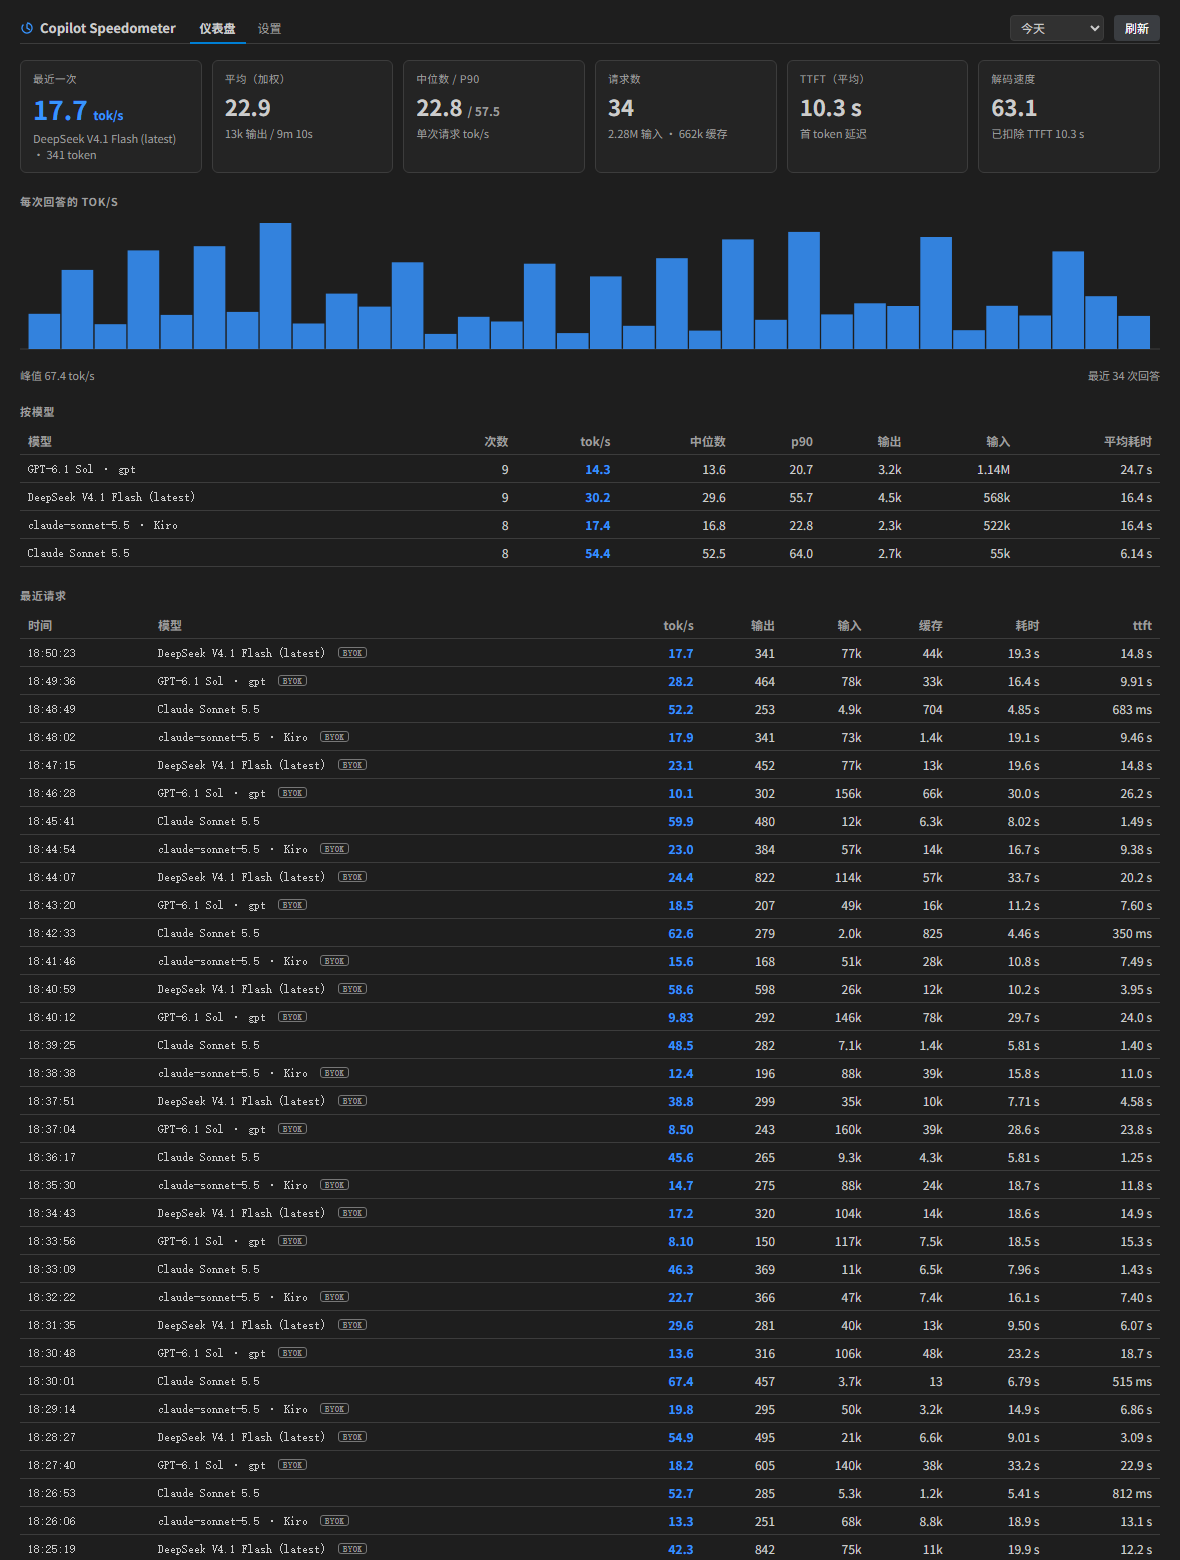 Copilot Speedometer 仪表盘 设置 今天 刷新
最近一次
17.7 tok/s
DeepSeek V4.1 Flash (latest)
· 341 token
平均（加权）
22.9
13k 输出 / 9m 10s
中位数 / P90
22.8 / 57.5
单次请求 tok/s
请求数
34
2.28M 输入 · 662k 缓存
TTFT（平均）
10.3 s
首 token 延迟
解码速度
63.1
已扣除 TTFT 10.3 s
每次回答的 TOK/S
峰值 67.4 tok/s 最近 34 次回答
按模型
模型 次数 tok/s 中位数 p90 输出 输入 平均耗时
GPT-6.1 Sol · gpt 9 14.3 13.6 20.7 3.2k 1.14M 24.7 s
DeepSeek V4.1 Flash (latest) 9 30.2 29.6 55.7 4.5k 568k 16.4 s
claude-sonnet-5.5 · Kiro 8 17.4 16.8 22.8 2.3k 522k 16.4 s
Claude Sonnet 5.5 8 54.4 52.5 64.0 2.7k 55k 6.14 s
最近请求
时间 模型 tok/s 输出 输入 缓存 耗时 ttft
18:50:23 DeepSeek V4.1 Flash (latest) BYOK 17.7 341 77k 44k 19.3 s 14.8 s
18:49:36 GPT-6.1 Sol · gpt BYOK 28.2 464 78k 33k 16.4 s 9.91 s
18:48:49 Claude Sonnet 5.5 52.2 253 4.9k 704 4.85 s 683 ms
18:48:02 claude-sonnet-5.5 · Kiro BYOK 17.9 341 73k 1.4k 19.1 s 9.46 s
18:47:15 DeepSeek V4.1 Flash (latest) BYOK 23.1 452 77k 13k 19.6 s 14.8 s
18:46:28 GPT-6.1 Sol · gpt BYOK 10.1 302 156k 66k 30.0 s 26.2 s
18:45:41 Claude Sonnet 5.5 59.9 480 12k 6.3k 8.02 s 1.49 s
18:44:54 claude-sonnet-5.5 · Kiro BYOK 23.0 384 57k 14k 16.7 s 9.38 s
18:44:07 DeepSeek V4.1 Flash (latest) BYOK 24.4 822 114k 57k 33.7 s 20.2 s
18:43:20 GPT-6.1 Sol · gpt BYOK 18.5 207 49k 16k 11.2 s 7.60 s
18:42:33 Claude Sonnet 5.5 62.6 279 2.0k 825 4.46 s 350 ms
18:41:46 claude-sonnet-5.5 · Kiro BYOK 15.6 168 51k 28k 10.8 s 7.49 s
18:40:59 DeepSeek V4.1 Flash (latest) BYOK 58.6 598 26k 12k 10.2 s 3.95 s
18:40:12 GPT-6.1 Sol · gpt BYOK 9.83 292 146k 78k 29.7 s 24.0 s
18:39:25 Claude Sonnet 5.5 48.5 282 7.1k 1.4k 5.81 s 1.40 s
18:38:38 claude-sonnet-5.5 · Kiro BYOK 12.4 196 88k 39k 15.8 s 11.0 s
18:37:51 DeepSeek V4.1 Flash (latest) BYOK 38.8 299 35k 10k 7.71 s 4.58 s
18:37:04 GPT-6.1 Sol · gpt BYOK 8.50 243 160k 39k 28.6 s 23.8 s
18:36:17 Claude Sonnet 5.5 45.6 265 9.3k 4.3k 5.81 s 1.25 s
18:35:30 claude-sonnet-5.5 · Kiro BYOK 14.7 275 88k 24k 18.7 s 11.8 s
18:34:43 DeepSeek V4.1 Flash (latest) BYOK 17.2 320 104k 14k 18.6 s 14.9 s
18:33:56 GPT-6.1 Sol · gpt BYOK 8.10 150 117k 7.5k 18.5 s 15.3 s
18:33:09 Claude Sonnet 5.5 46.3 369 11k 6.5k 7.96 s 1.43 s
18:32:22 claude-sonnet-5.5 · Kiro BYOK 22.7 366 47k 7.4k 16.1 s 7.40 s
18:31:35 DeepSeek V4.1 Flash (latest) BYOK 29.6 281 40k 13k 9.50 s 6.07 s
18:30:48 GPT-6.1 Sol · gpt BYOK 13.6 316 106k 48k 23.2 s 18.7 s
18:30:01 Claude Sonnet 5.5 67.4 457 3.7k 13 6.79 s 515 ms
18:29:14 claude-sonnet-5.5 · Kiro BYOK 19.8 295 50k 3.2k 14.9 s 6.86 s
18:28:27 DeepSeek V4.1 Flash (latest) BYOK 54.9 495 21k 6.6k 9.01 s 3.09 s
18:27:40 GPT-6.1 Sol · gpt BYOK 18.2 605 140k 38k 33.2 s 22.9 s
18:26:53 Claude Sonnet 5.5 52.7 285 5.3k 1.2k 5.41 s 812 ms
18:26:06 claude-sonnet-5.5 · Kiro BYOK 13.3 251 68k 8.8k 18.9 s 13.1 s
18:25:19 DeepSeek V4.1 Flash (latest) BYOK 42.3 842 75k 11k 19.9 s 12.2 s